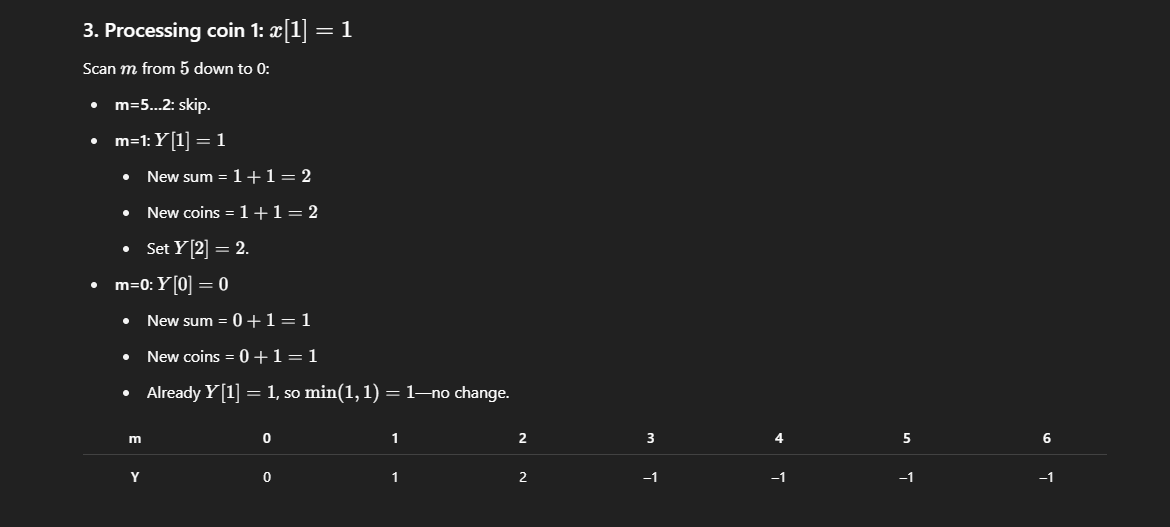 3. Processing coin 1: x[1] = 1
Scan m from 5 down to 0:
• m=5...2: skip.
• m=1: Y[1] = 1
• New sum = 1 + 1 = 2
• New coins = 1 + 1 = 2
• Set Y[2] = 2.
• m=0: Y[0] = 0
• New sum = 0 + 1 = 1
• New coins = 0 + 1 = 1
• Already Y[1] = 1, so min(1, 1) = 1—no change.
m 0 1 2 3 4 5 6
Y 0 1 2 –1 –1 –1 –1